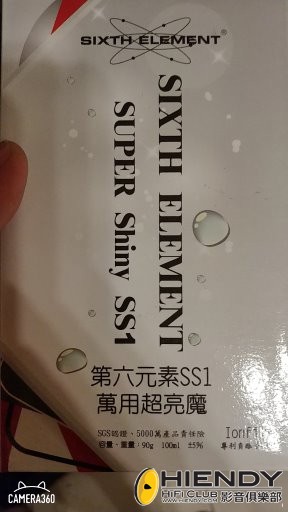 SIXTH ELEMENT
SIXTH ELEMENT
SUPER Shiny SS1
第六元素SS1
萬用超亮魔
SGS認證、5000萬產品責任險
容量、重量：90g 100ml ±5%
CAMERA360
HIENDY
HIFICLUB 影音俱樂部